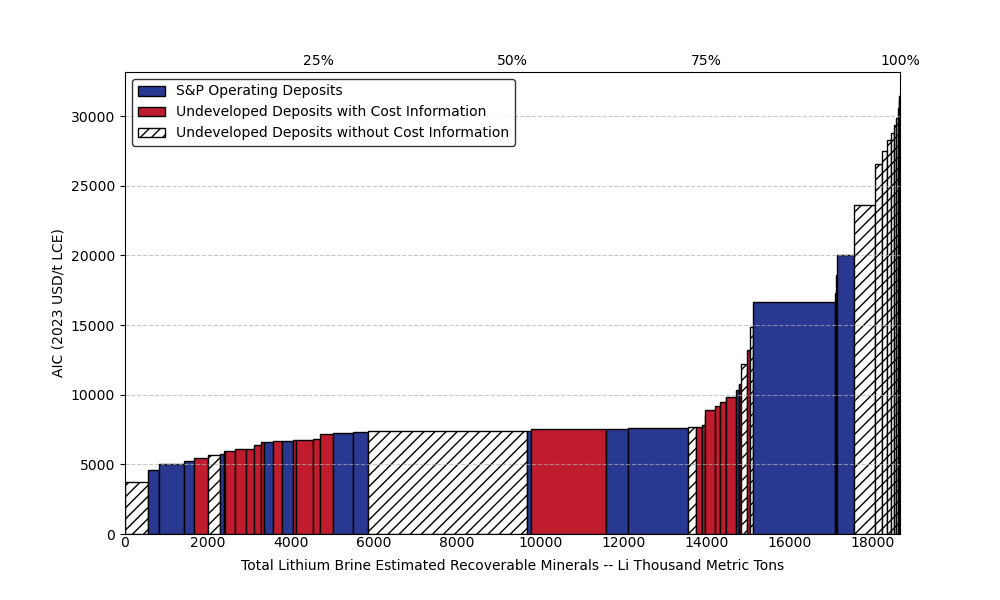 25% 50% 75% 100%
S&P Operating Deposits
Undeveloped Deposits with Cost Information
Undeveloped Deposits without Cost Information
30000
25000
20000
15000
10000
5000
0
AIC (2023 USD/t LCE)
0 2000 4000 6000 8000 10000 12000 14000 16000 18000
Total Lithium Brine Estimated Recoverable Minerals -- Li Thousand Metric Tons